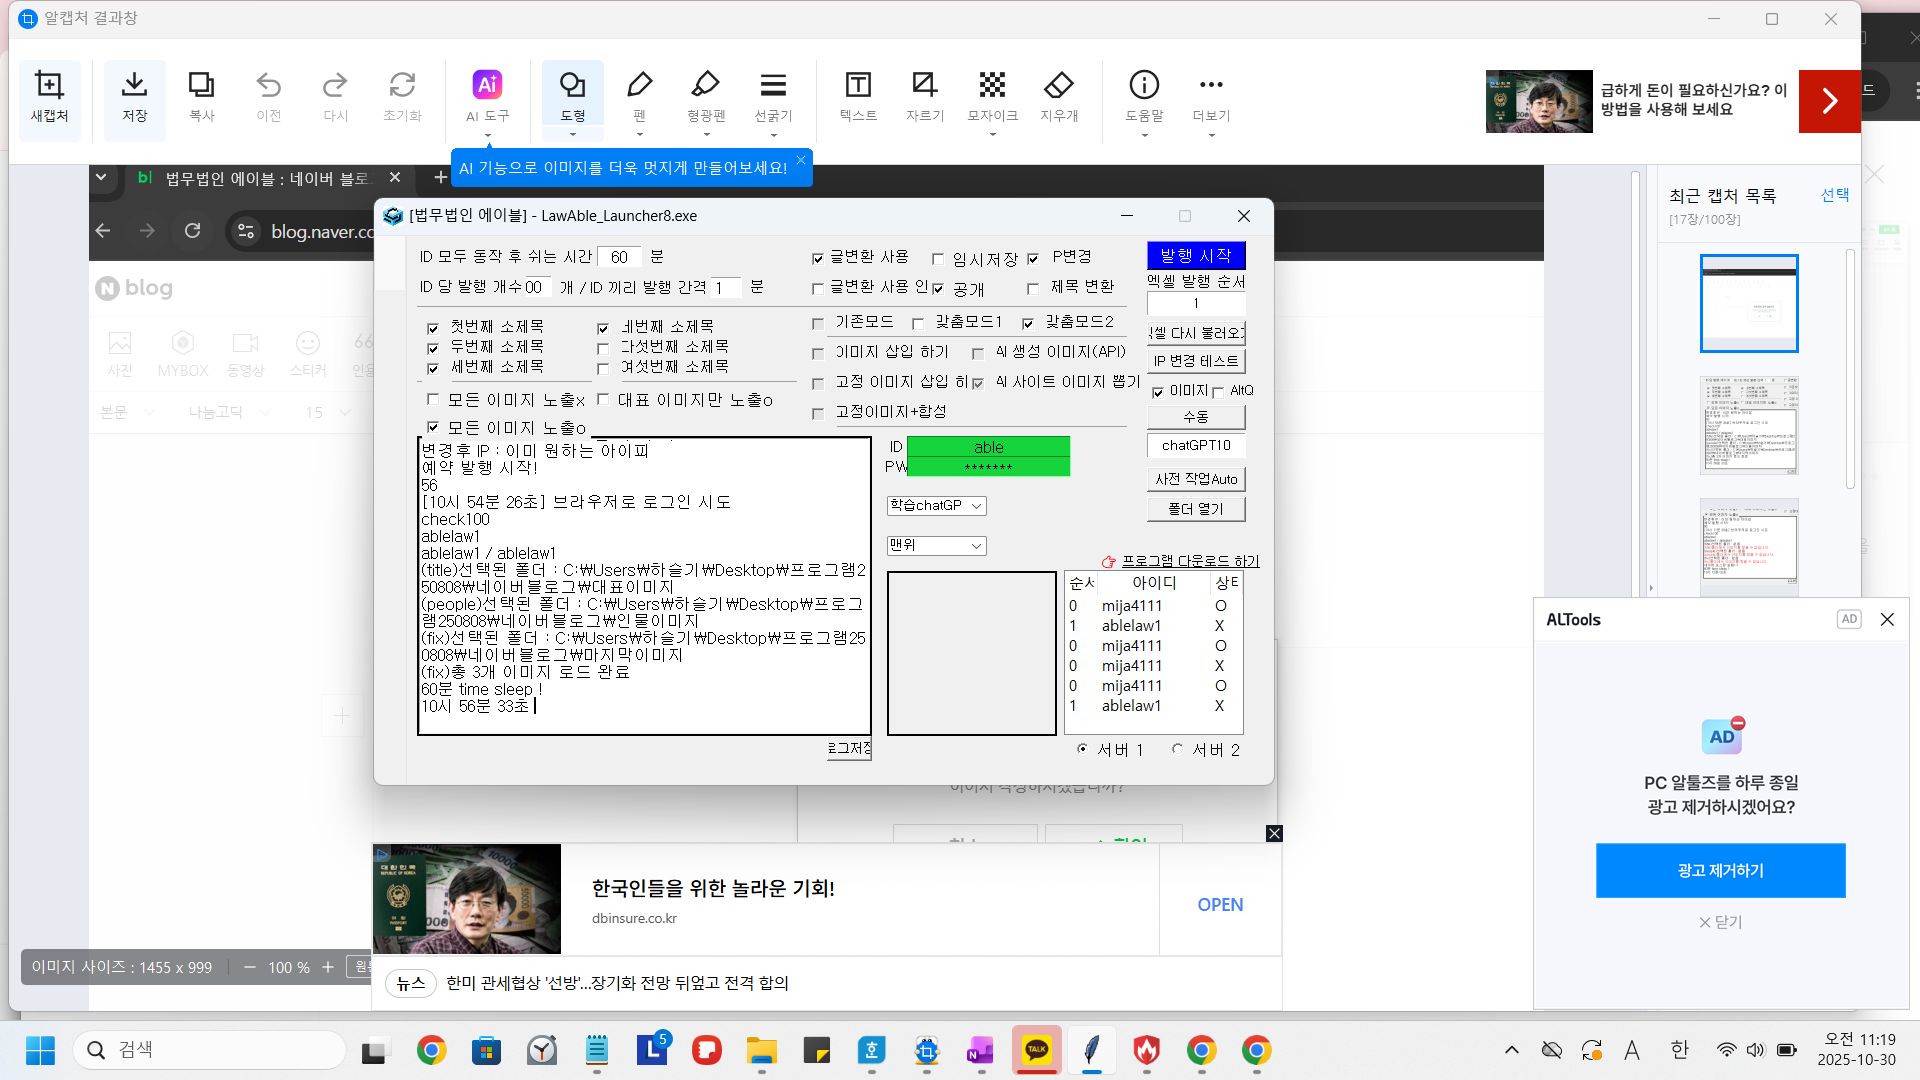 알캡처 결과창
새캡처
저장
복사
이전
다시
초기화
AI 도구
도형
펜
형광펜
선굵기
텍스트
자르기
모자이크
지우개
도움말
더보기
급하게 돈이 필요하신가요? 이
방법을 사용해 보세요
AI 기능으로 이미지를 더욱 멋지게 만들어보세요!
법무법인 에이블 : 네이버 블로
blog.naver.co
blog
사진
MYBOX
동영상
스티커
인용
본문
나눔고딕
15
[법무법인 에이블] - LawAble_Launcher8.exe
ID 모두 동작 후 쉬는 시간 60 분
ID 당 발행 개수 00 개 / ID 끼리 발행 간격 1 분
글변환 사용
임시저장
P변경
글변환 사용 인
공개
제목 변환
첫번째 소제목
네번째 소제목
두번째 소제목
다섯번째 소제목
세번째 소제목
여섯번째 소제목
모든 이미지 노출x
대표 이미지만 노출o
모든 이미지 노출o
기존모드
맞춤모드1
맞춤모드2
이미지 삽입 하기
AI 생성 이미지(API)
고정 이미지 삽입 하
AI 사이트 이미지 뽑기
고정이미지+합성
발행 시작
엑셀 발행 순서
1
셀 다시 불러오
IP 변경 테스트
이미지
AltO
수동
chatGPT10
사전 작업Auto
폴더 열기
변경후 IP : 이미 원하는 아이피
예약 발행 시작!
56
[10시 54분 26초] 브라우저로 로그인 시도
check100
ablelaw1
ablelaw1 / ablelaw1
(title)선택된 폴더 : C:₩Users₩하슬기₩Desktop₩프로그램2
50808₩네이버블로그₩대표이미지
(people)선택된 폴더 : C:₩Users₩하슬기₩Desktop₩프로그
램250808₩네이버블로그₩인물이미지
(fix)선택된 폴더 : C:₩Users₩하슬기₩Desktop₩프로그램25
0808₩네이버블로그₩마지막이미지
(fix)총 3개 이미지 로드 완료
60분 time sleep !
10시 56분 33초
로그저장
ID able
PW *******
학습chatGP
맨위
프로그램 다운로드 하기
순서 아이디 상태
0 mija4111 O
1 ablelaw1 X
0 mija4111 O
0 mija4111 X
0 mija4111 O
1 ablelaw1 X
서버 1
서버 2
최근 캡처 목록
선택
[17장/100장]
ALTools
AD
AD
PC 알툴즈를 하루 종일
광고 제거하시겠어요?
광고 제거하기
닫기
한국인들을 위한 놀라운 기회!
dbinsure.co.kr
OPEN
뉴스
한미 관세협상 '선방'...장기화 전망 뒤엎고 전격 합의
이미지 사이즈 : 1455 x 999
100 %
검색
5
TALK
A
한
오전 11:19
2025-10-30